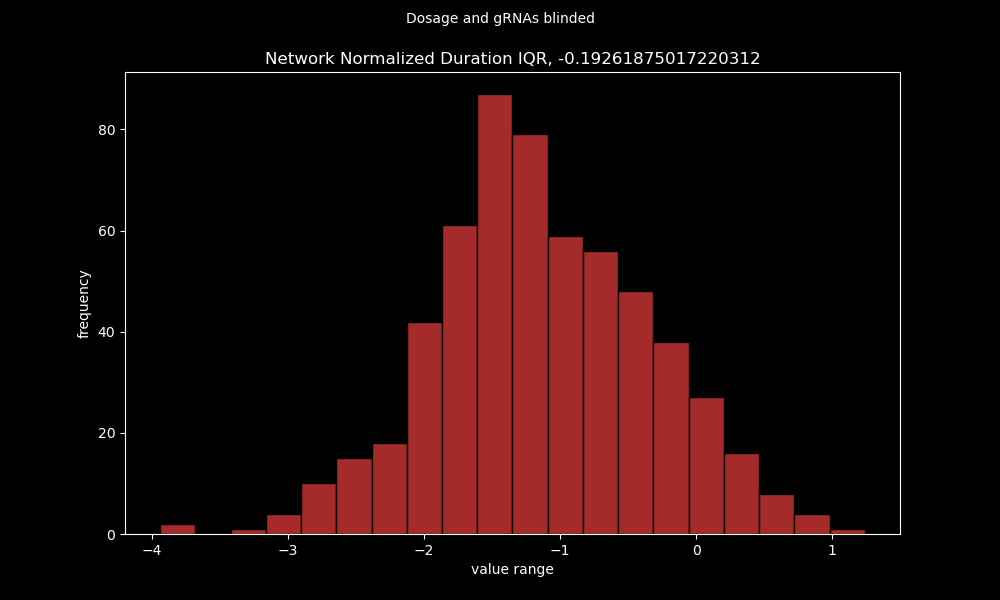 Dosage and gRNAs blinded
Network Normalized Duration IQR, -0.19261875017220312
80
60
40
20
0
frequency
−4
−3
−2
−1
0
1
value range